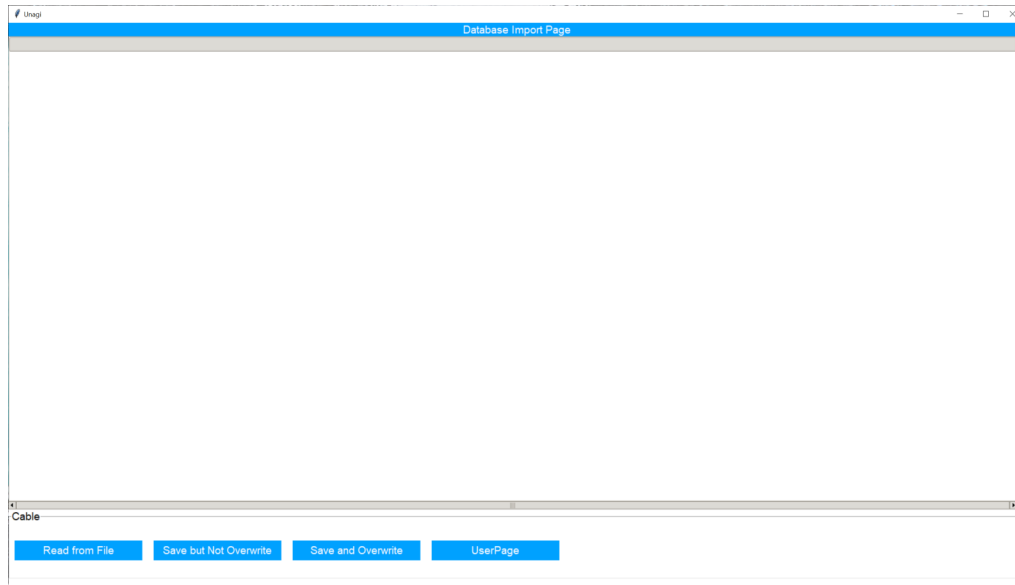 Unagi
Database Import Page
Cable
Read from File
Save but Not Overwrite
Save and Overwrite
UserPage